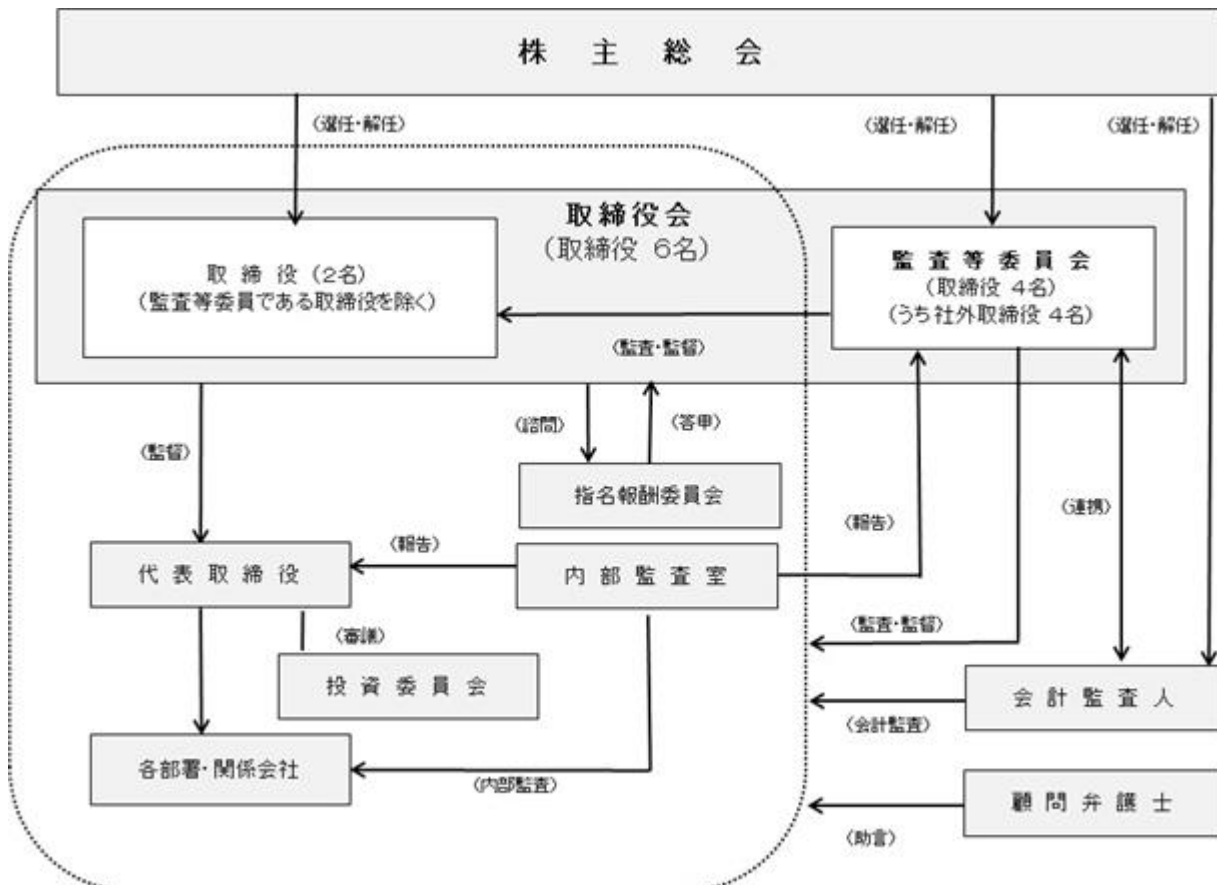 株主総会
〈選任・解任〉
〈選任・解任〉
〈選任・解任〉
取締役会
(取締役 6名)
取締役(2名)
(監査等委員である取締役を除く)
監査等委員会
(取締役 4名)
(うち社外取締役 4名)
〈監査・監督〉
〈監督〉
〈諮問〉
〈答申〉
指名報酬委員会
〈報告〉
〈連携〉
代表取締役
〈報告〉
内部監査室
〈審議〉
〈監査・監督〉
投資委員会
会計監査人
〈会計監査〉
各部署・関係会社
〈内部監査〉
顧問弁護士
〈助言〉